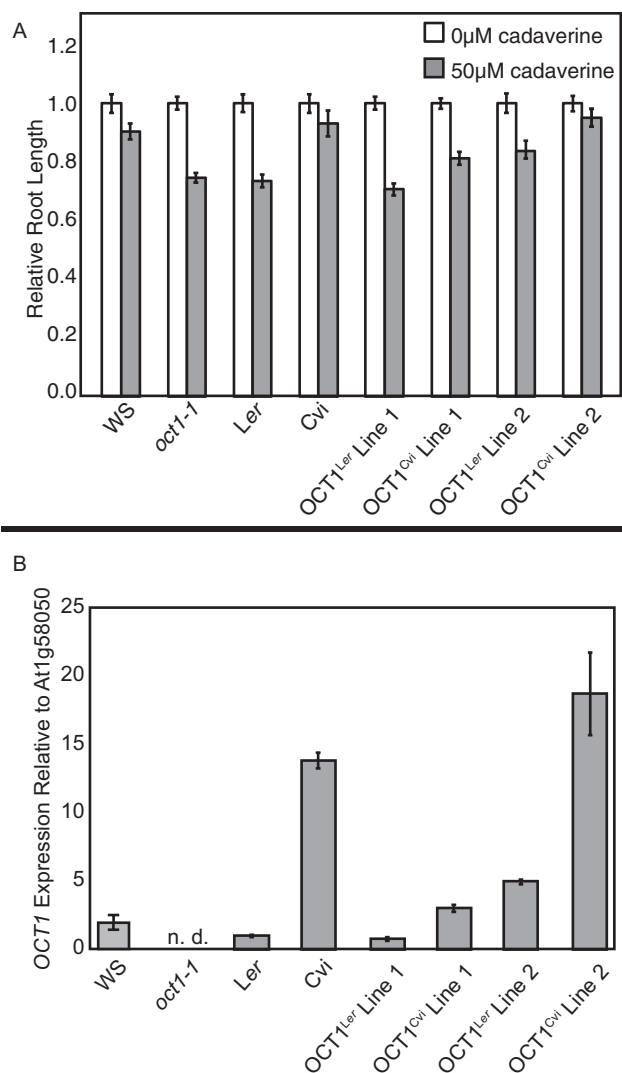 A
0μM cadaverine
50μM cadaverine
Relative Root Length
1.2
1.0
0.8
0.6
0.4
0.2
0.0
WS
oct1-1
Ler
Cvi
OCT1Ler Line 1
OCT1Cvi Line 1
OCT1Ler Line 2
OCT1Cvi Line 2
B
OCT1 Expression Relative to At1g58050
25
20
15
10
5
0
n. d.
WS
oct1-1
Ler
Cvi
OCT1Ler Line 1
OCT1Cvi Line 1
OCT1Ler Line 2
OCT1Cvi Line 2